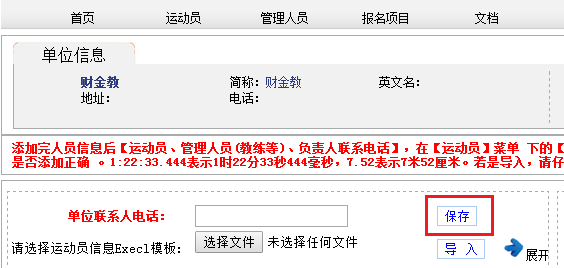 首页 运动员 管理人员 报名项目 文档
单位信息
财金教 简称：财金教 英文名：
地址： 电话：
添加完人员信息后【运动员、管理人员(教练等)、负责人联系电话】，在【运动员】菜单 下的【
是否添加正确 。1:22:33.444表示1时22分33秒444毫秒，7.52表示7米52厘米。若是导入，请仔
单位联系人电话： 保存
请选择运动员信息Execl模板： 选择文件 未选择任何文件 导 入 展开